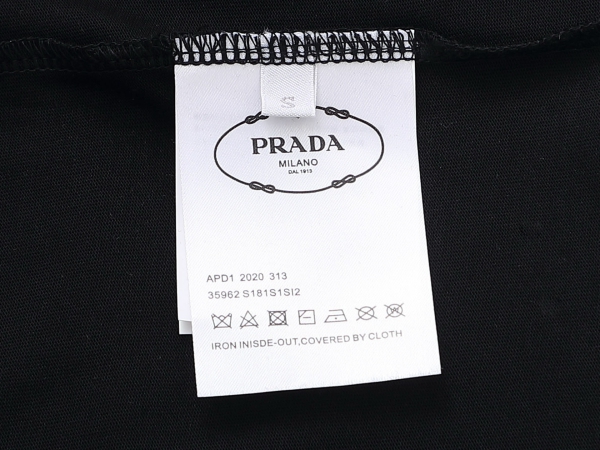 S
PRADA
MILANO
DAL 1913
APD1 2020 313
35962 S181S1SI2
IRON INISDE-OUT,COVERED BY CLOTH